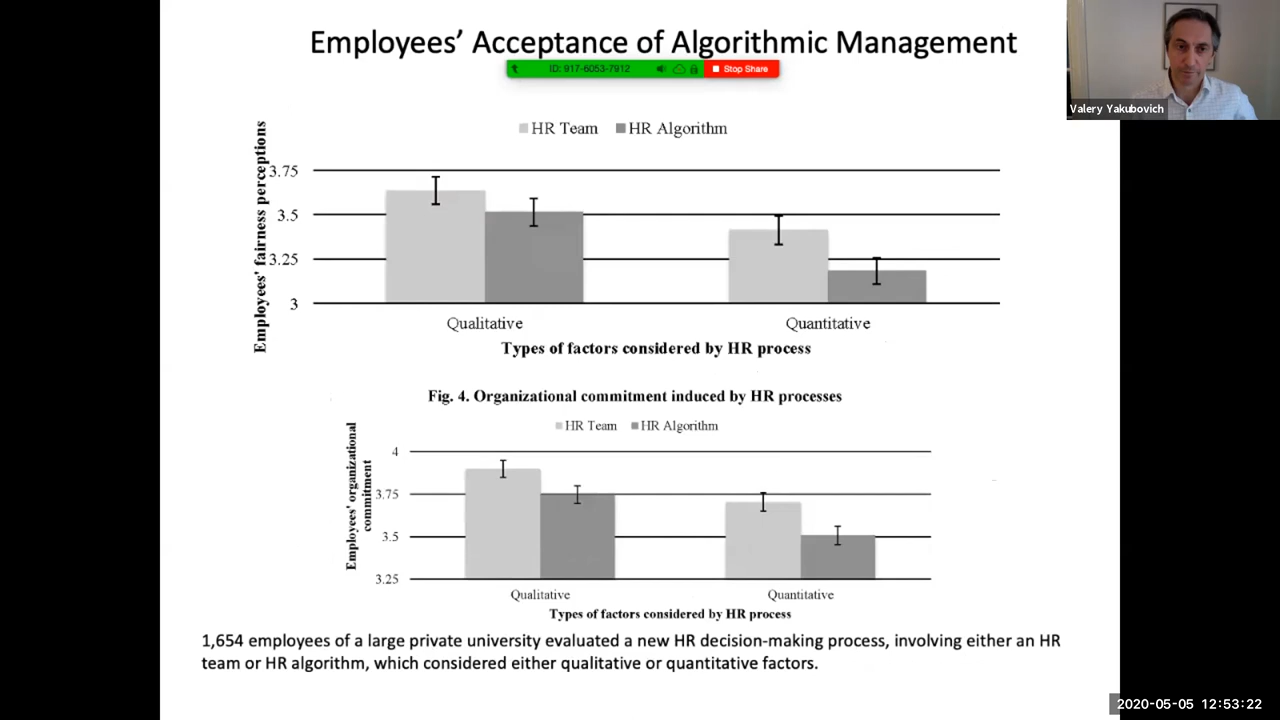 Employees’ Acceptance of Algorithmic Management
ID: 917-6053-7912
Stop Share
Valery Yakubovich
HR Team HR Algorithm
Employees' fairness perceptions
3.75
3.5
3.25
3
Qualitative Quantitative
Types of factors considered by HR process
Fig. 4. Organizational commitment induced by HR processes
HR Team HR Algorithm
Employees' organizational
commitment
4
3.75
3.5
3.25
Qualitative Quantitative
Types of factors considered by HR process
1,654 employees of a large private university evaluated a new HR decision-making process, involving either an HR
team or HR algorithm, which considered either qualitative or quantitative factors.
2020-05-05 12:53:22